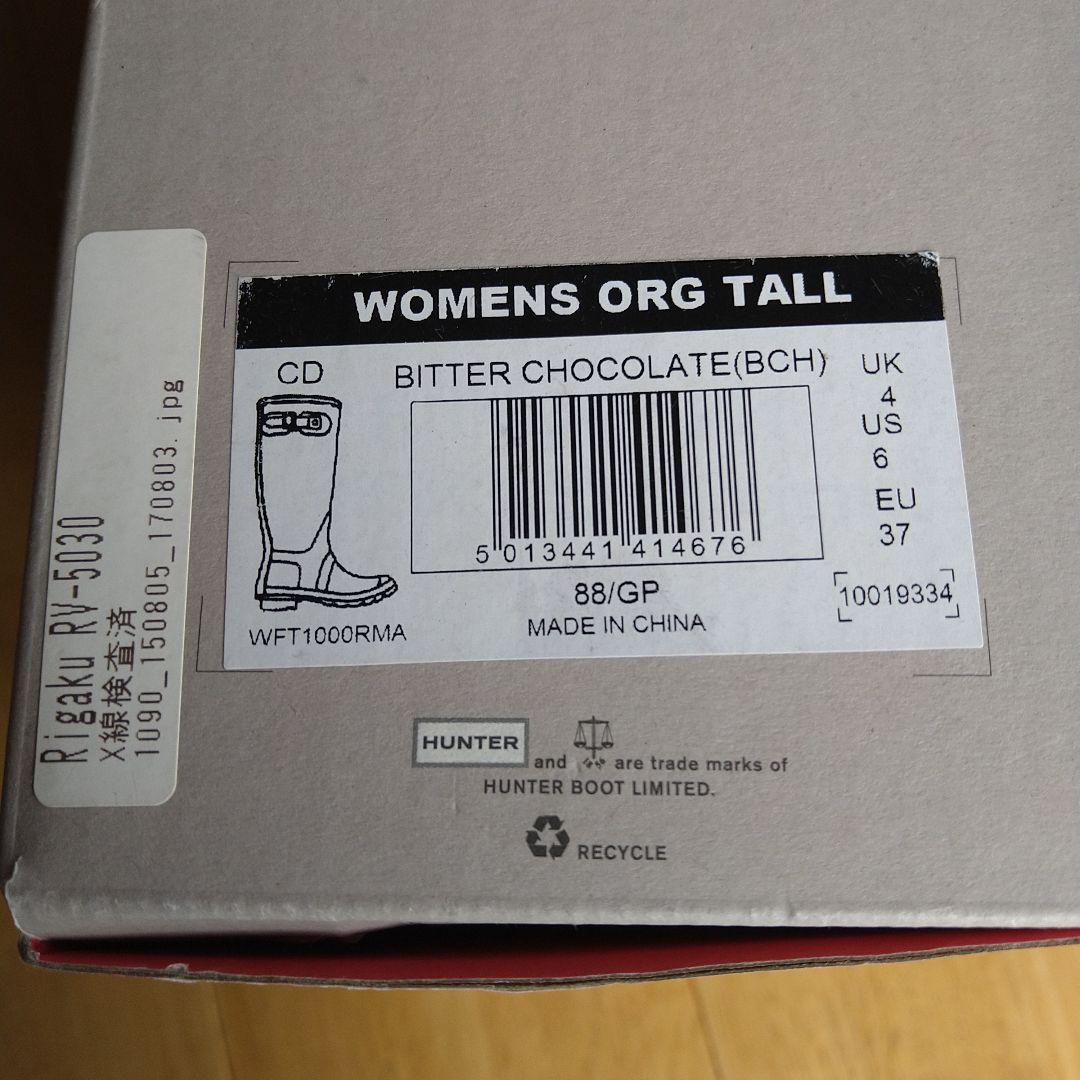 WOMENS ORG TALL
CD
BITTER CHOCOLATE(BCH)
UK
4
US
6
EU
37
5 013441 414676
88/GP
10019334
WFT1000RMA
MADE IN CHINA
HUNTER and are trade marks of
HUNTER BOOT LIMITED.
RECYCLE
Rigaku RV-5030
X線検査済
1090_150805_170803.jpg